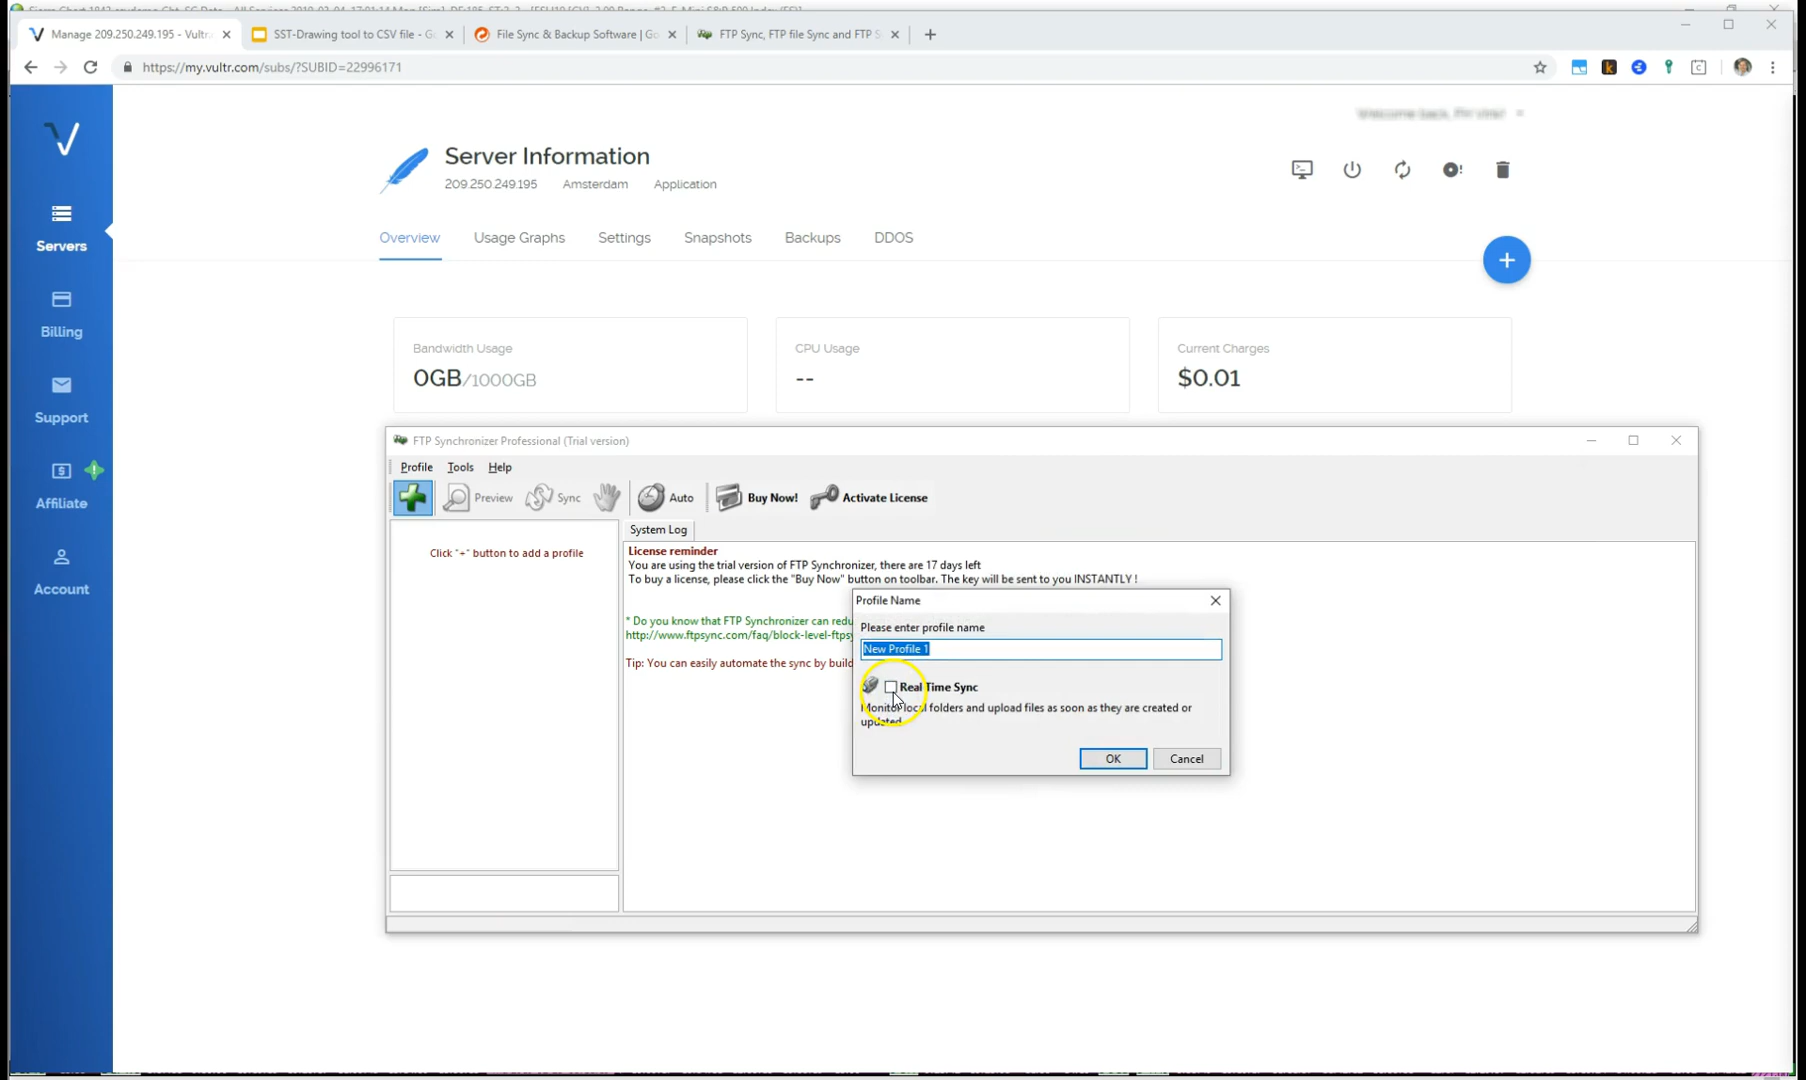 Manage 209.250.249.195 - Vultr
SST-Drawing tool to CSV file - G
File Sync & Backup Software | Go
FTP Sync, FTP file Sync and FTP S
https://my.vultr.com/subs/?SUBID=22996171
Servers
Billing
Support
Affiliate
Account
Server Information
209.250.249.195 Amsterdam Application
Overview Usage Graphs Settings Snapshots Backups DDOS
Bandwidth Usage
0GB/1000GB
CPU Usage
--
Current Charges
$0.01
FTP Synchronizer Professional (Trial version)
Profile Tools Help
Preview Sync Auto Buy Now! Activate License
Click "+" button to add a profile
System Log
License reminder
You are using the trial version of FTP Synchronizer, there are 17 days left
To buy a license, please click the "Buy Now" button on toolbar. The key will be sent to you INSTANTLY !
* Do you know that FTP Synchronizer can redu
http://www.ftpsync.com/faq/block-level-ftpsy
Tip: You can easily automate the sync by build
Profile Name
Please enter profile name
New Profile 1
Real Time Sync
Monitor local folders and upload files as soon as they are created or
updated
OK Cancel